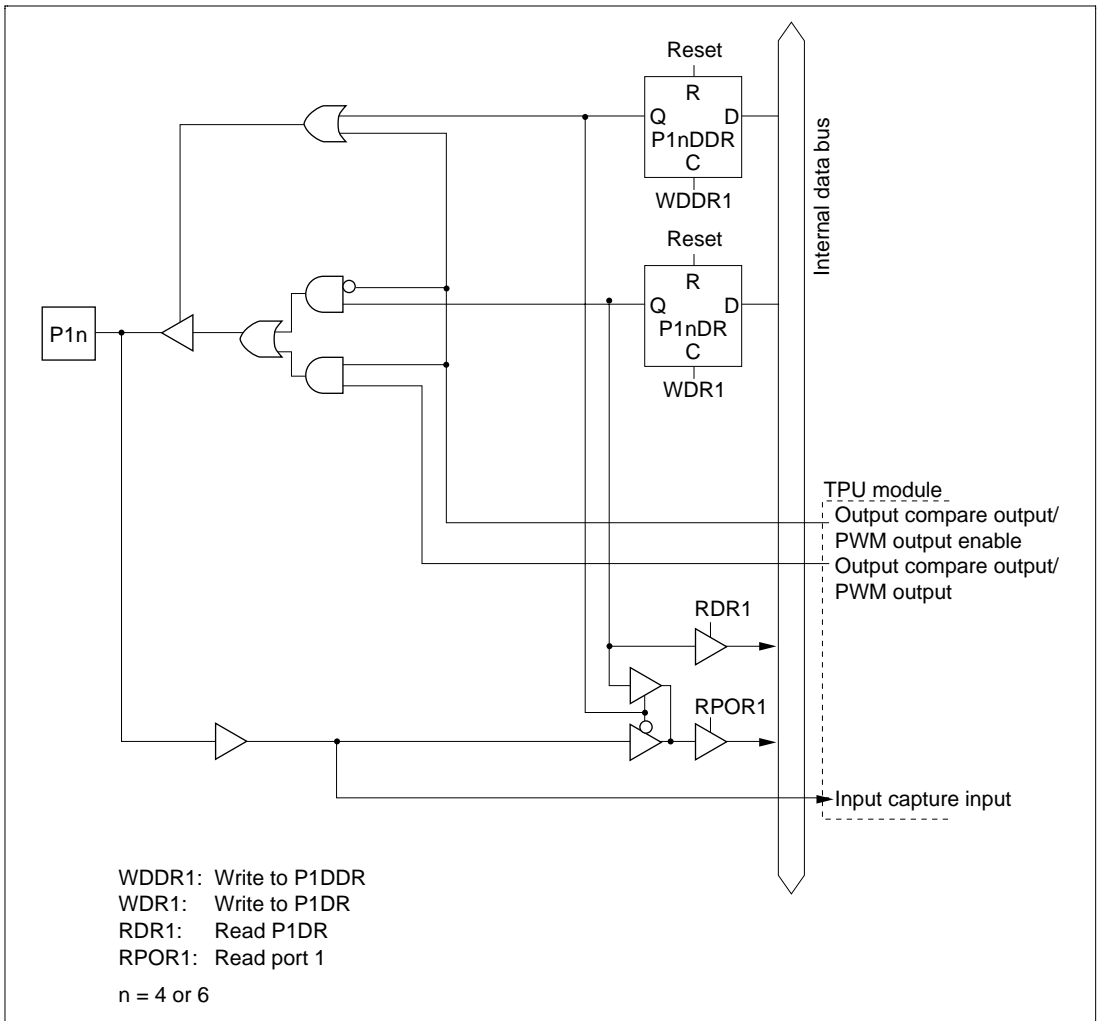 Reset
R
Q D
P1nDDR
C
WDDR1
Internal data bus
Reset
R
Q D
P1nDR
C
WDR1
P1n
TPU module
Output compare output/
PWM output enable
Output compare output/
PWM output
RDR1
RPOR1
Input capture input
WDDR1: Write to P1DDR
WDR1: Write to P1DR
RDR1: Read P1DR
RPOR1: Read port 1
n = 4 or 6